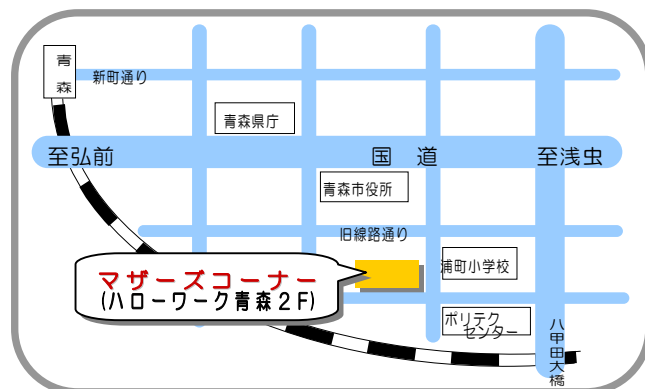 青森
新町通り
青森県庁
至弘前
国道
至浅虫
青森市役所
旧線路通り
浦町小学校
マザーズコーナー
(ハローワーク青森２F)
ポリテク
センター
八甲田大橋